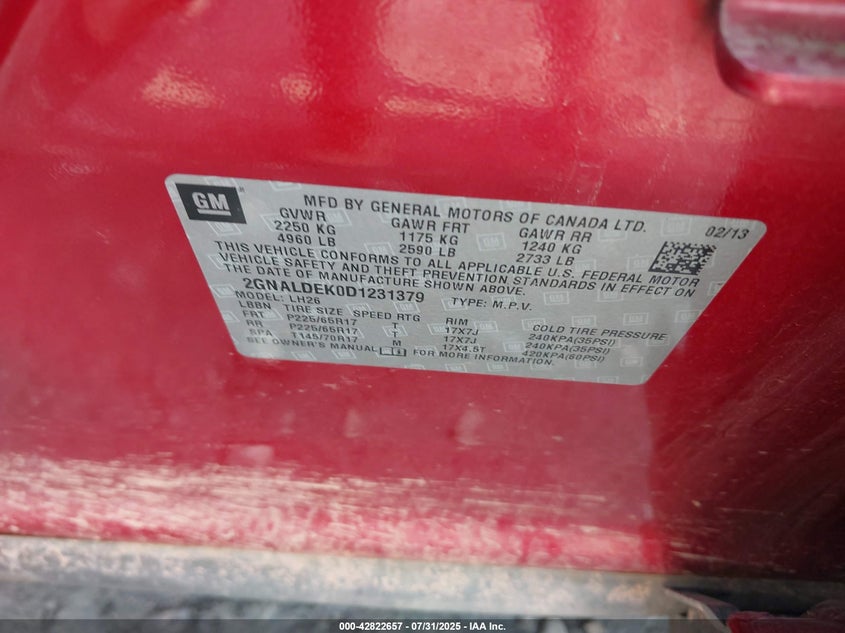 GM
MFD BY GENERAL MOTORS OF CANADA LTD. 02/13
GVWR GAWR FRT GAWR RR
2250 KG 1175 KG 1240 KG
4960 LB 2590 LB 2733 LB
THIS VEHICLE CONFORMS TO ALL APPLICABLE U.S. FEDERAL MOTOR
VEHICLE SAFETY AND THEFT PREVENTION STANDARDS IN EFFECT ON
THE DATE OF MANUFACTURE SHOWN ABOVE.
2GNALDEK0D1231379 TYPE: M.P.V.
MODEL: LH26
LBBN TIRE SIZE SPEED RTG RIM COLD TIRE PRESSURE
FRT P225/65R17 T 17X7J 240KPA(35PSI)
RR P225/65R17 T 17X7J 240KPA(35PSI)
SPA T145/70R17 M 17X4.5T 420KPA(60PSI)
SEE OWNER'S MANUAL FOR MORE INFORMATION.
000-42822657 - 07/31/2025 - IAA Inc.